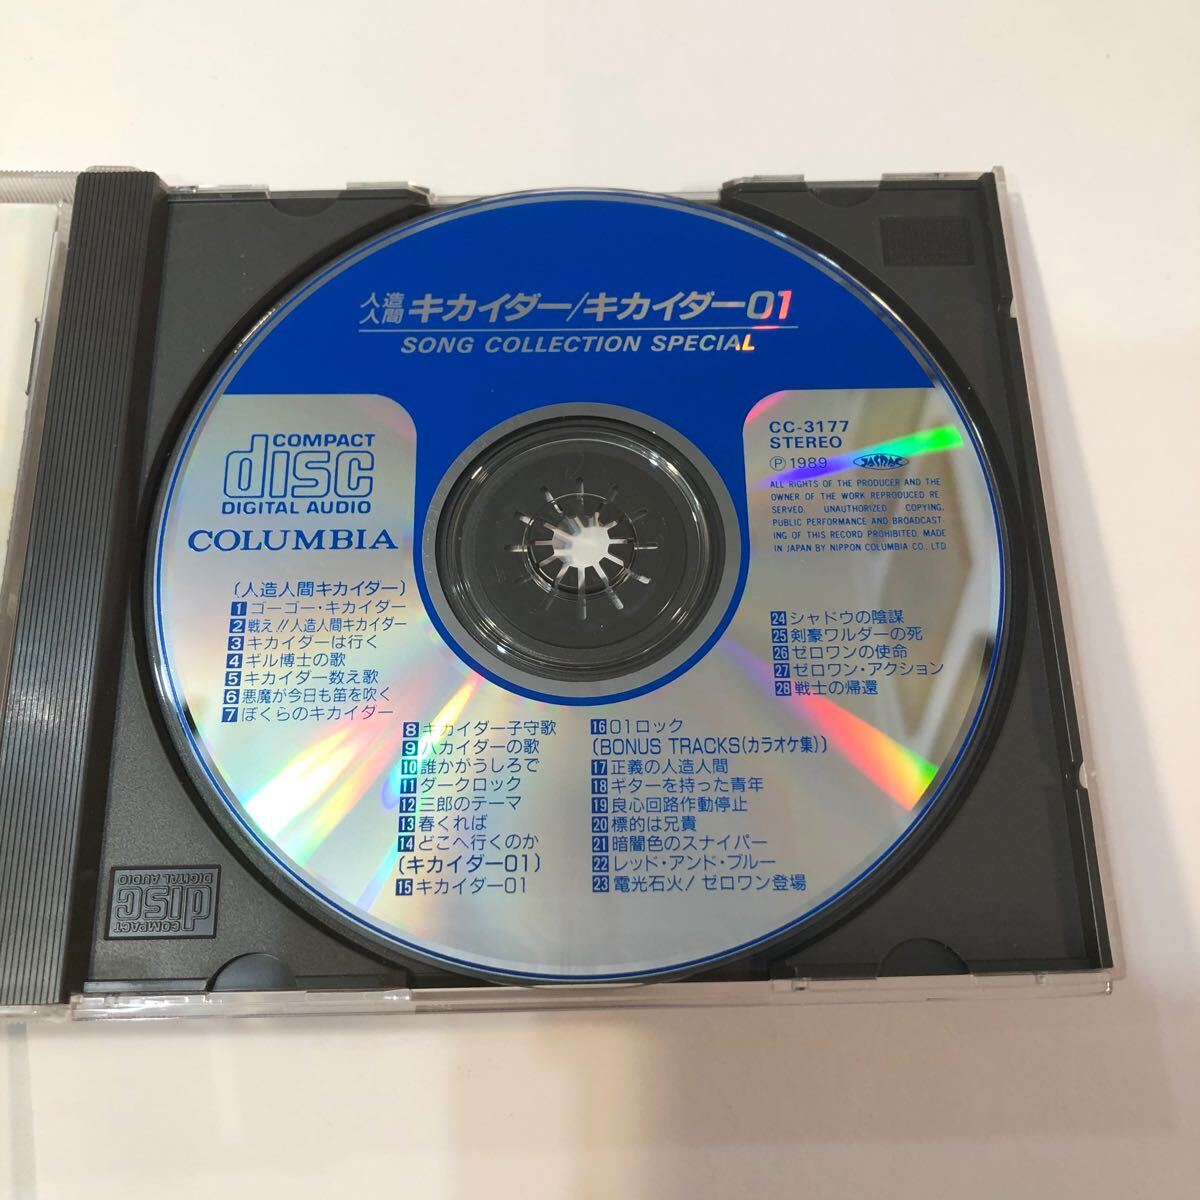 人造
人間 キカイダー/キカイダー01
SONG COLLECTION SPECIAL
COMPACT
disc
DIGITAL AUDIO
COLUMBIA
CC-3177
STEREO
Ⓟ1989 JASRAC
ALL RIGHTS OF THE PRODUCER AND THE
OWNER OF THE WORK REPRODUCED RE
SERVED. UNAUTHORIZED COPYING,
PUBLIC PERFORMANCE AND BROADCAST-
ING OF THIS RECORD PROHIBITED. MADE
IN JAPAN BY NIPPON COLUMBIA CO., LTD.
〔人造人間キカイダー〕
1 ゴーゴー・キカイダー
2 戦え!!人造人間キカイダー
3 キカイダーは行く
4 ギル博士の歌
5 キカイダー数え歌
6 悪魔が今日も笛を吹く
7 ぼくらのキカイダー
8 キカイダー子守歌
9 ハカイダーの歌
10 誰かがうしろで
11 ダークロック
12 三郎のテーマ
13 春くれば
14 どこへ行くのか
〔キカイダー01〕
15 キカイダー01
16 01ロック
〔BONUS TRACKS(カラオケ集)〕
17 正義の人造人間
18 ギターを持った青年
19 良心回路作動停止
20 標的は兄貴
21 暗闇色のスナイパー
22 レッド・アンド・ブルー
23 電光石火!ゼロワン登場
24 シャドウの陰謀
25 剣豪ワルダーの死
26 ゼロワンの使命
27 ゼロワン・アクション
28 戦士の帰還
COMPACT
disc
DIGITAL AUDIO